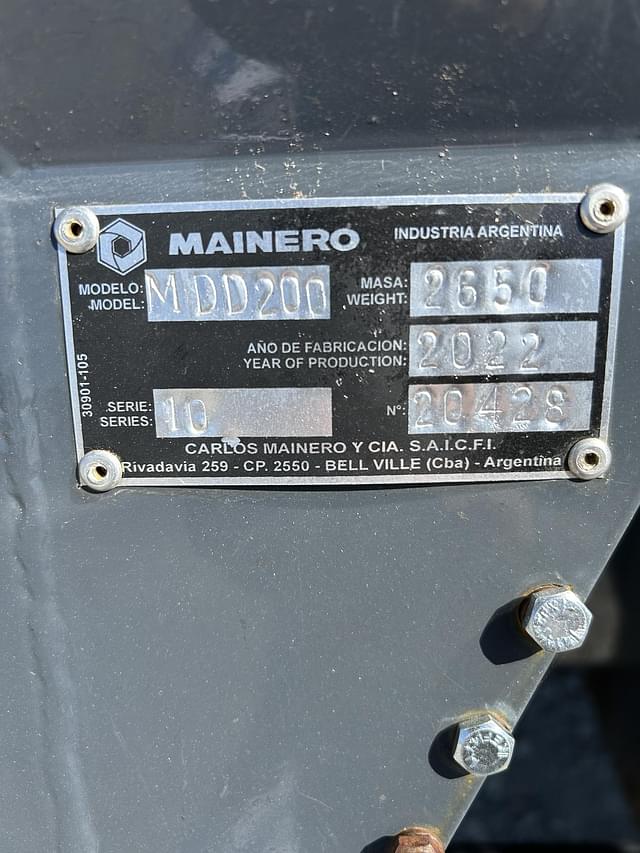 MAINERO INDUSTRIA ARGENTINA
MODELO:
MODEL: MDD200
MASA:
WEIGHT: 2650
AÑO DE FABRICACION:
YEAR OF PRODUCTION: 2022
30901-105
SERIE:
SERIES: 10
Nº: 20428
CARLOS MAINERO Y CIA. S.A.I.C.F.I.
Rivadavia 259 - CP. 2550 - BELL VILLE (Cba) - Argentina